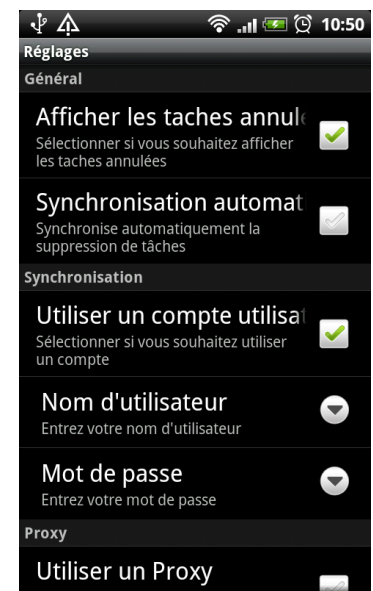 10:50
Réglages
Général
Afficher les taches annulé
Sélectionner si vous souhaitez afficher
les taches annulées
Synchronisation automat
Synchronise automatiquement la
suppression de tâches
Synchronisation
Utiliser un compte utilisat
Sélectionner si vous souhaitez utiliser
un compte
Nom d'utilisateur
Entrez votre nom d'utilisateur
Mot de passe
Entrez votre mot de passe
Proxy
Utiliser un Proxy